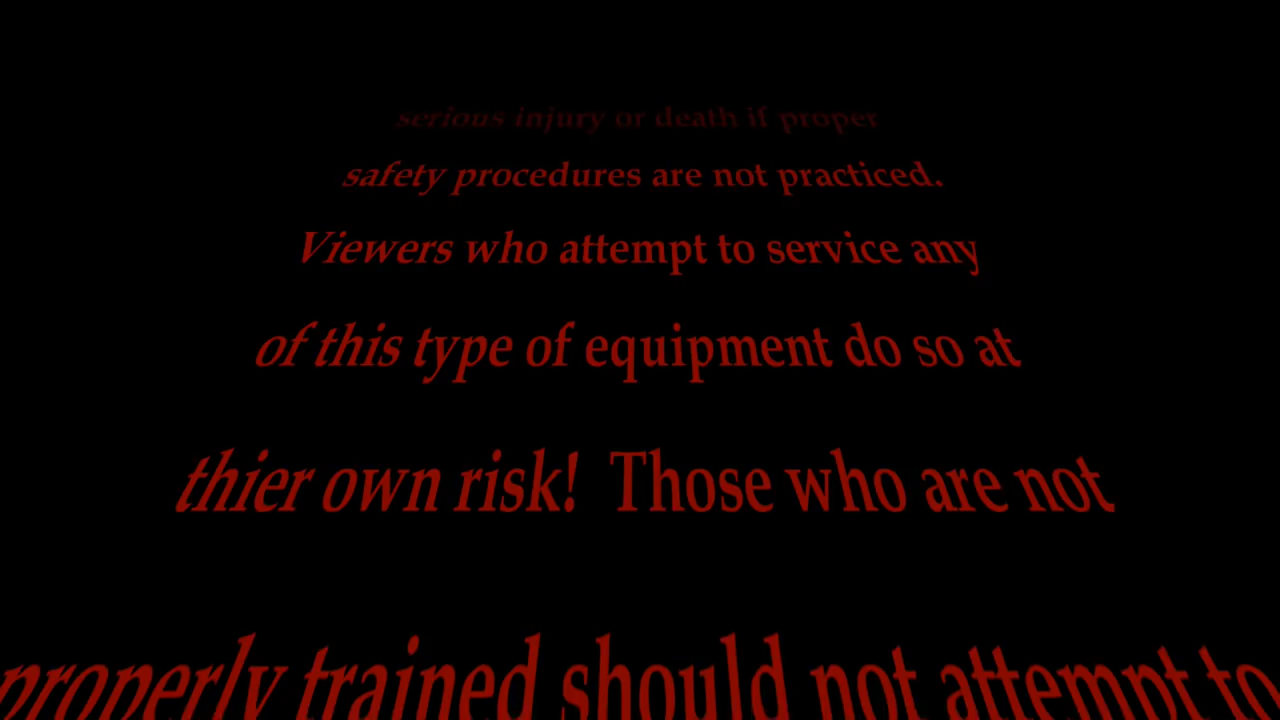 serious injury or death if proper
safety procedures are not practiced.
Viewers who attempt to service any
of this type of equipment do so at
thier own risk! Those who are not
properly trained should not attempt to